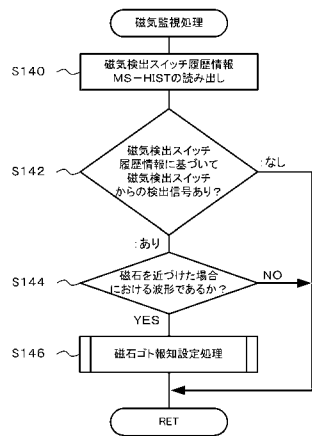 磁気監視処理
S140
磁気検出スイッチ履歴情報
MS－HISTの読み出し
S142
磁気検出スイッチ
履歴情報に基づいて
磁気検出スイッチ
からの検出信号あり？
:なし
:あり
S144
磁石を近づけた場合
における波形であるか？
NO
YES
S146
磁石ゴト報知設定処理
RET